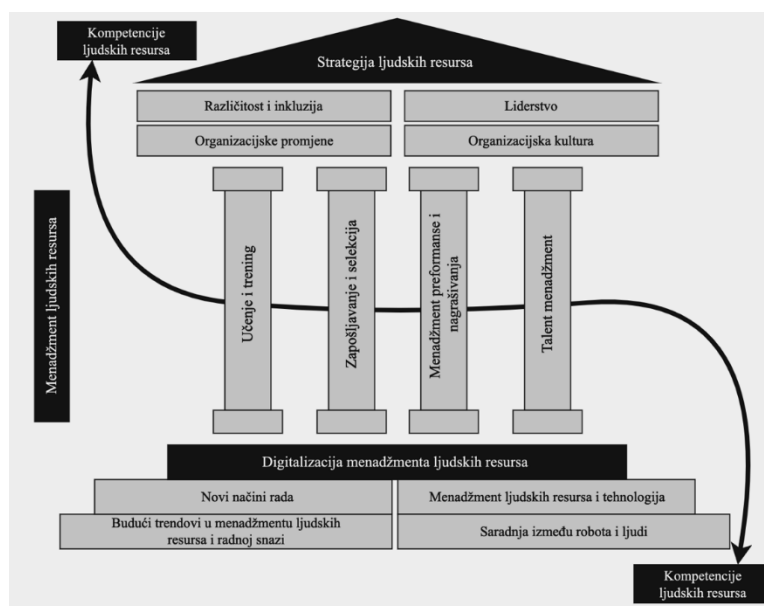 Kompetencije
ljudskih resursa
Strategija ljudskih resursa
Različitost i inkluzija
Liderstvo
Organizacijske promjene
Organizacijska kultura
Menadžment ljudskih resursa
Učenje i trening
Zapošljavanje i selekcija
Menadžment preformanse i
nagrašivanja
Talent menadžment
Digitalizacija menadžmenta ljudskih resursa
Novi načini rada
Menadžment ljudskih resursa i tehnologija
Budući trendovi u menadžmentu ljudskih
resursa i radnoj snazi
Saradnja između robota i ljudi
Kompetencije
ljudskih resursa